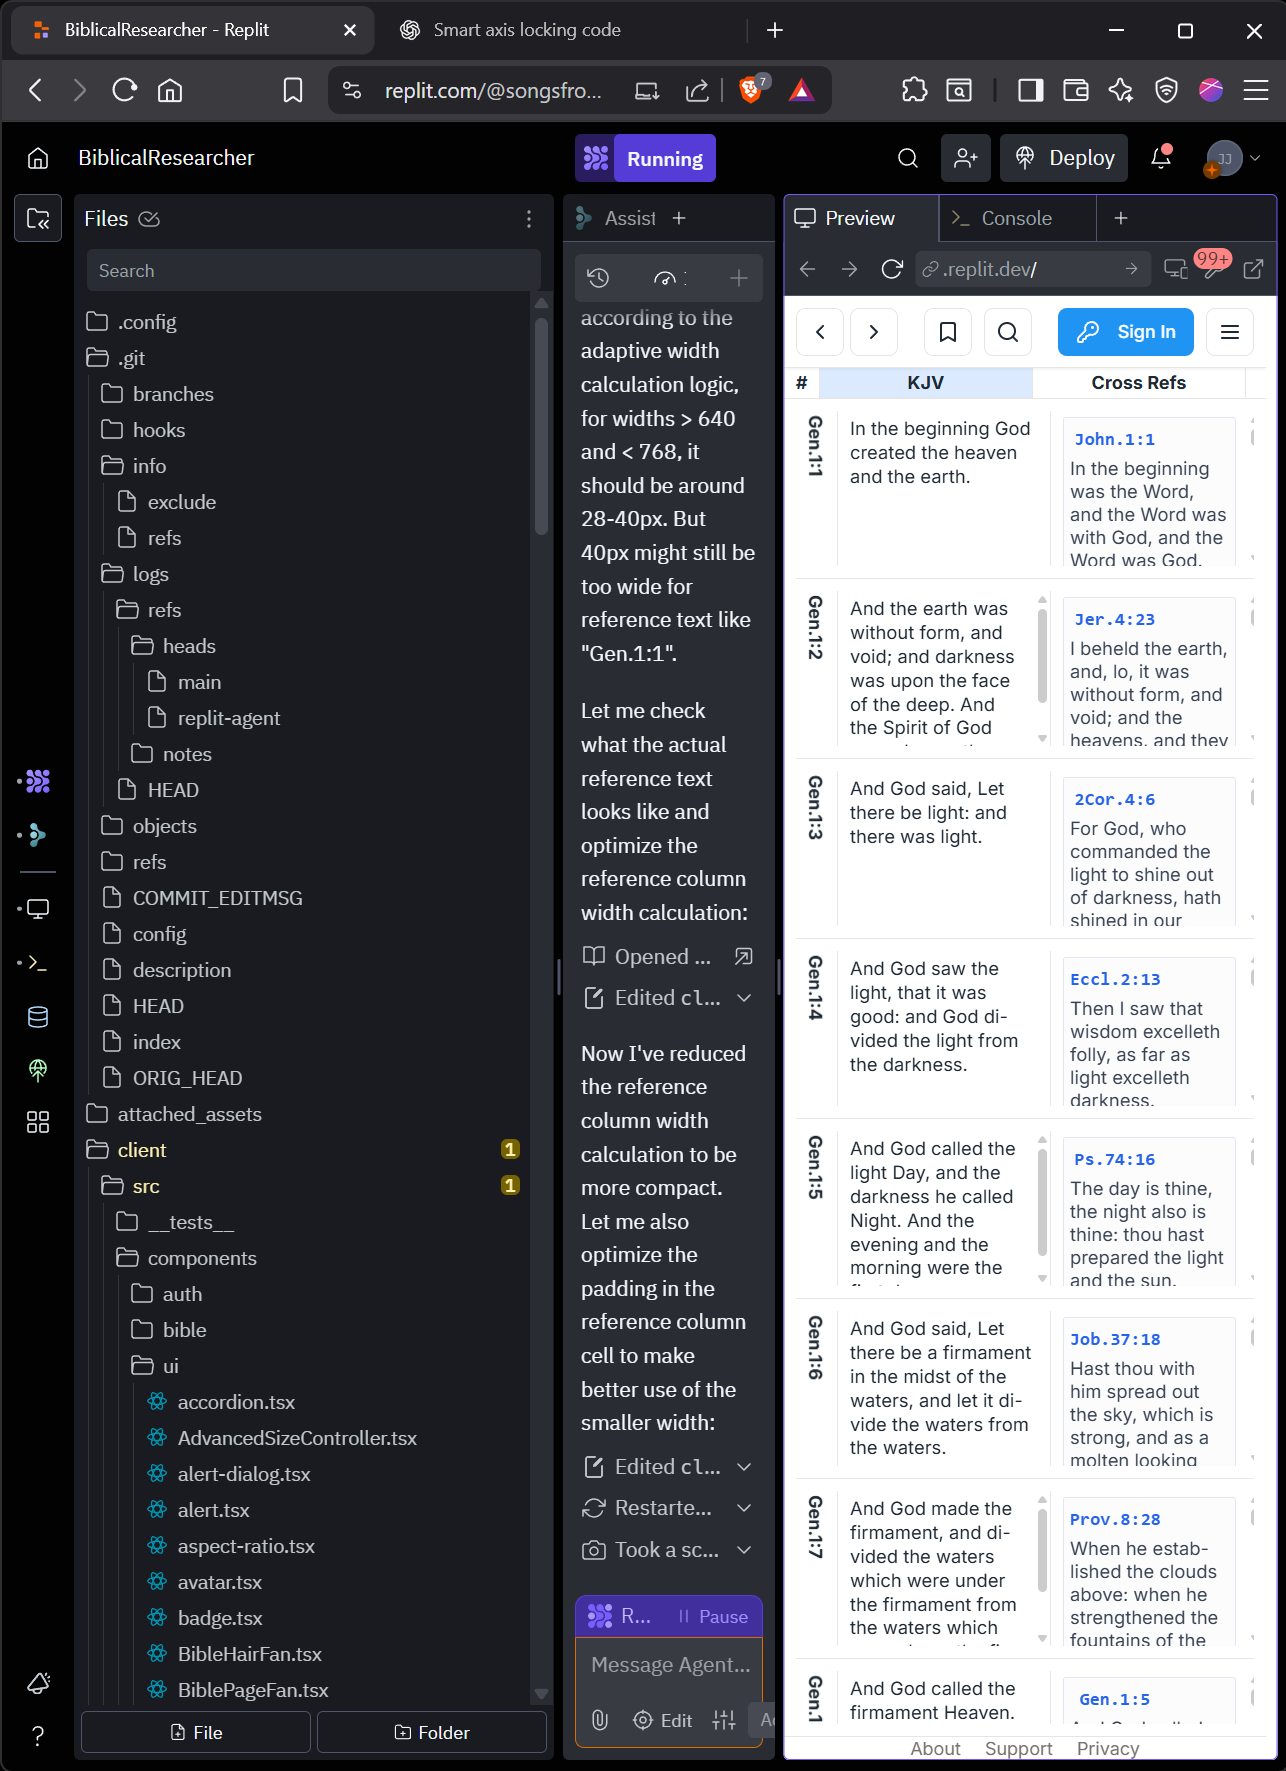 BiblicalResearcher - Replit
Smart axis locking code
replit.com/@songsfro...
7
BiblicalResearcher
Running
Deploy
JJ
Files
Search
.config
.git
branches
hooks
info
exclude
refs
logs
refs
heads
main
replit-agent
notes
HEAD
objects
refs
COMMIT_EDITMSG
config
description
HEAD
index
ORIG_HEAD
attached_assets
client 1
src 1
__tests__
components
auth
bible
ui
accordion.tsx
AdvancedSizeController.tsx
alert-dialog.tsx
alert.tsx
aspect-ratio.tsx
avatar.tsx
badge.tsx
BibleHairFan.tsx
BiblePageFan.tsx
File
Folder
Assist
according to the
adaptive width
calculation logic,
for widths > 640
and < 768, it
should be around
28-40px. But
40px might still be
too wide for
reference text like
"Gen.1:1".
Let me check
what the actual
reference text
looks like and
optimize the
reference column
width calculation:
Opened ...
Edited cl...
Now I've reduced
the reference
column width
calculation to be
more compact.
Let me also
optimize the
padding in the
reference column
cell to make
better use of the
smaller width:
Edited cl...
Restarte...
Took a sc...
R... Pause
Message Agent...
Edit
Preview
Console
.replit.dev/
99+
Sign In
# KJV Cross Refs
Gen.1:1
In the beginning God
created the heaven
and the earth.
John.1:1
In the beginning
was the Word,
and the Word was
with God, and the
Word was God.
Gen.1:2
And the earth was
without form, and
void; and darkness
was upon the face
of the deep. And
the Spirit of God
Jer.4:23
I beheld the earth,
and, lo, it was
without form, and
void; and the
heavens, and they
Gen.1:3
And God said, Let
there be light: and
there was light.
2Cor.4:6
For God, who
commanded the
light to shine out
of darkness, hath
shined in our
Gen.1:4
And God saw the
light, that it was
good: and God di-
vided the light from
the darkness.
Eccl.2:13
Then I saw that
wisdom excelleth
folly, as far as
light excelleth
darkness.
Gen.1:5
And God called the
light Day, and the
darkness he called
Night. And the
evening and the
morning were the
Ps.74:16
The day is thine,
the night also is
thine: thou hast
prepared the light
and the sun.
Gen.1:6
And God said, Let
there be a firmament
in the midst of the
waters, and let it di-
vide the waters from
the waters.
Job.37:18
Hast thou with
him spread out
the sky, which is
strong, and as a
molten looking
Gen.1:7
And God made the
firmament, and di-
vided the waters
which were under
the firmament from
the waters which
Prov.8:28
When he estab-
lished the clouds
above: when he
strengthened the
fountains of the
Gen.1
And God called the
firmament Heaven.
Gen.1:5
About Support Privacy